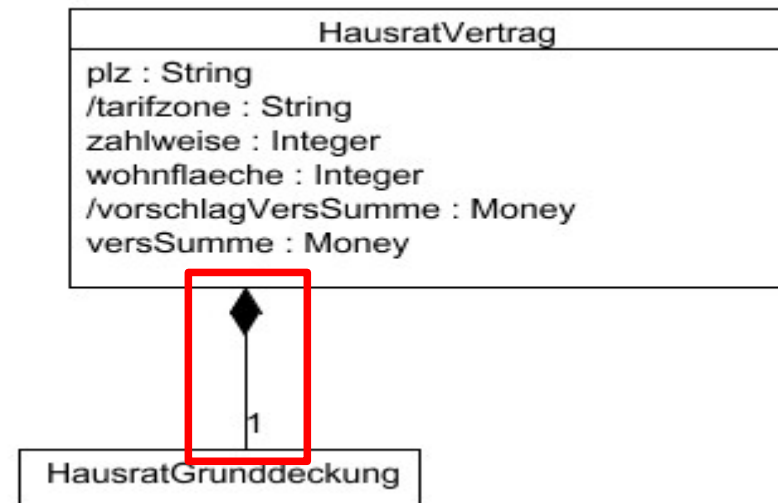 HausratVertrag
plz : String
/tarifzone : String
zahlweise : Integer
wohnflaeche : Integer
/vorschlagVersSumme : Money
versSumme : Money
1
HausratGrunddeckung